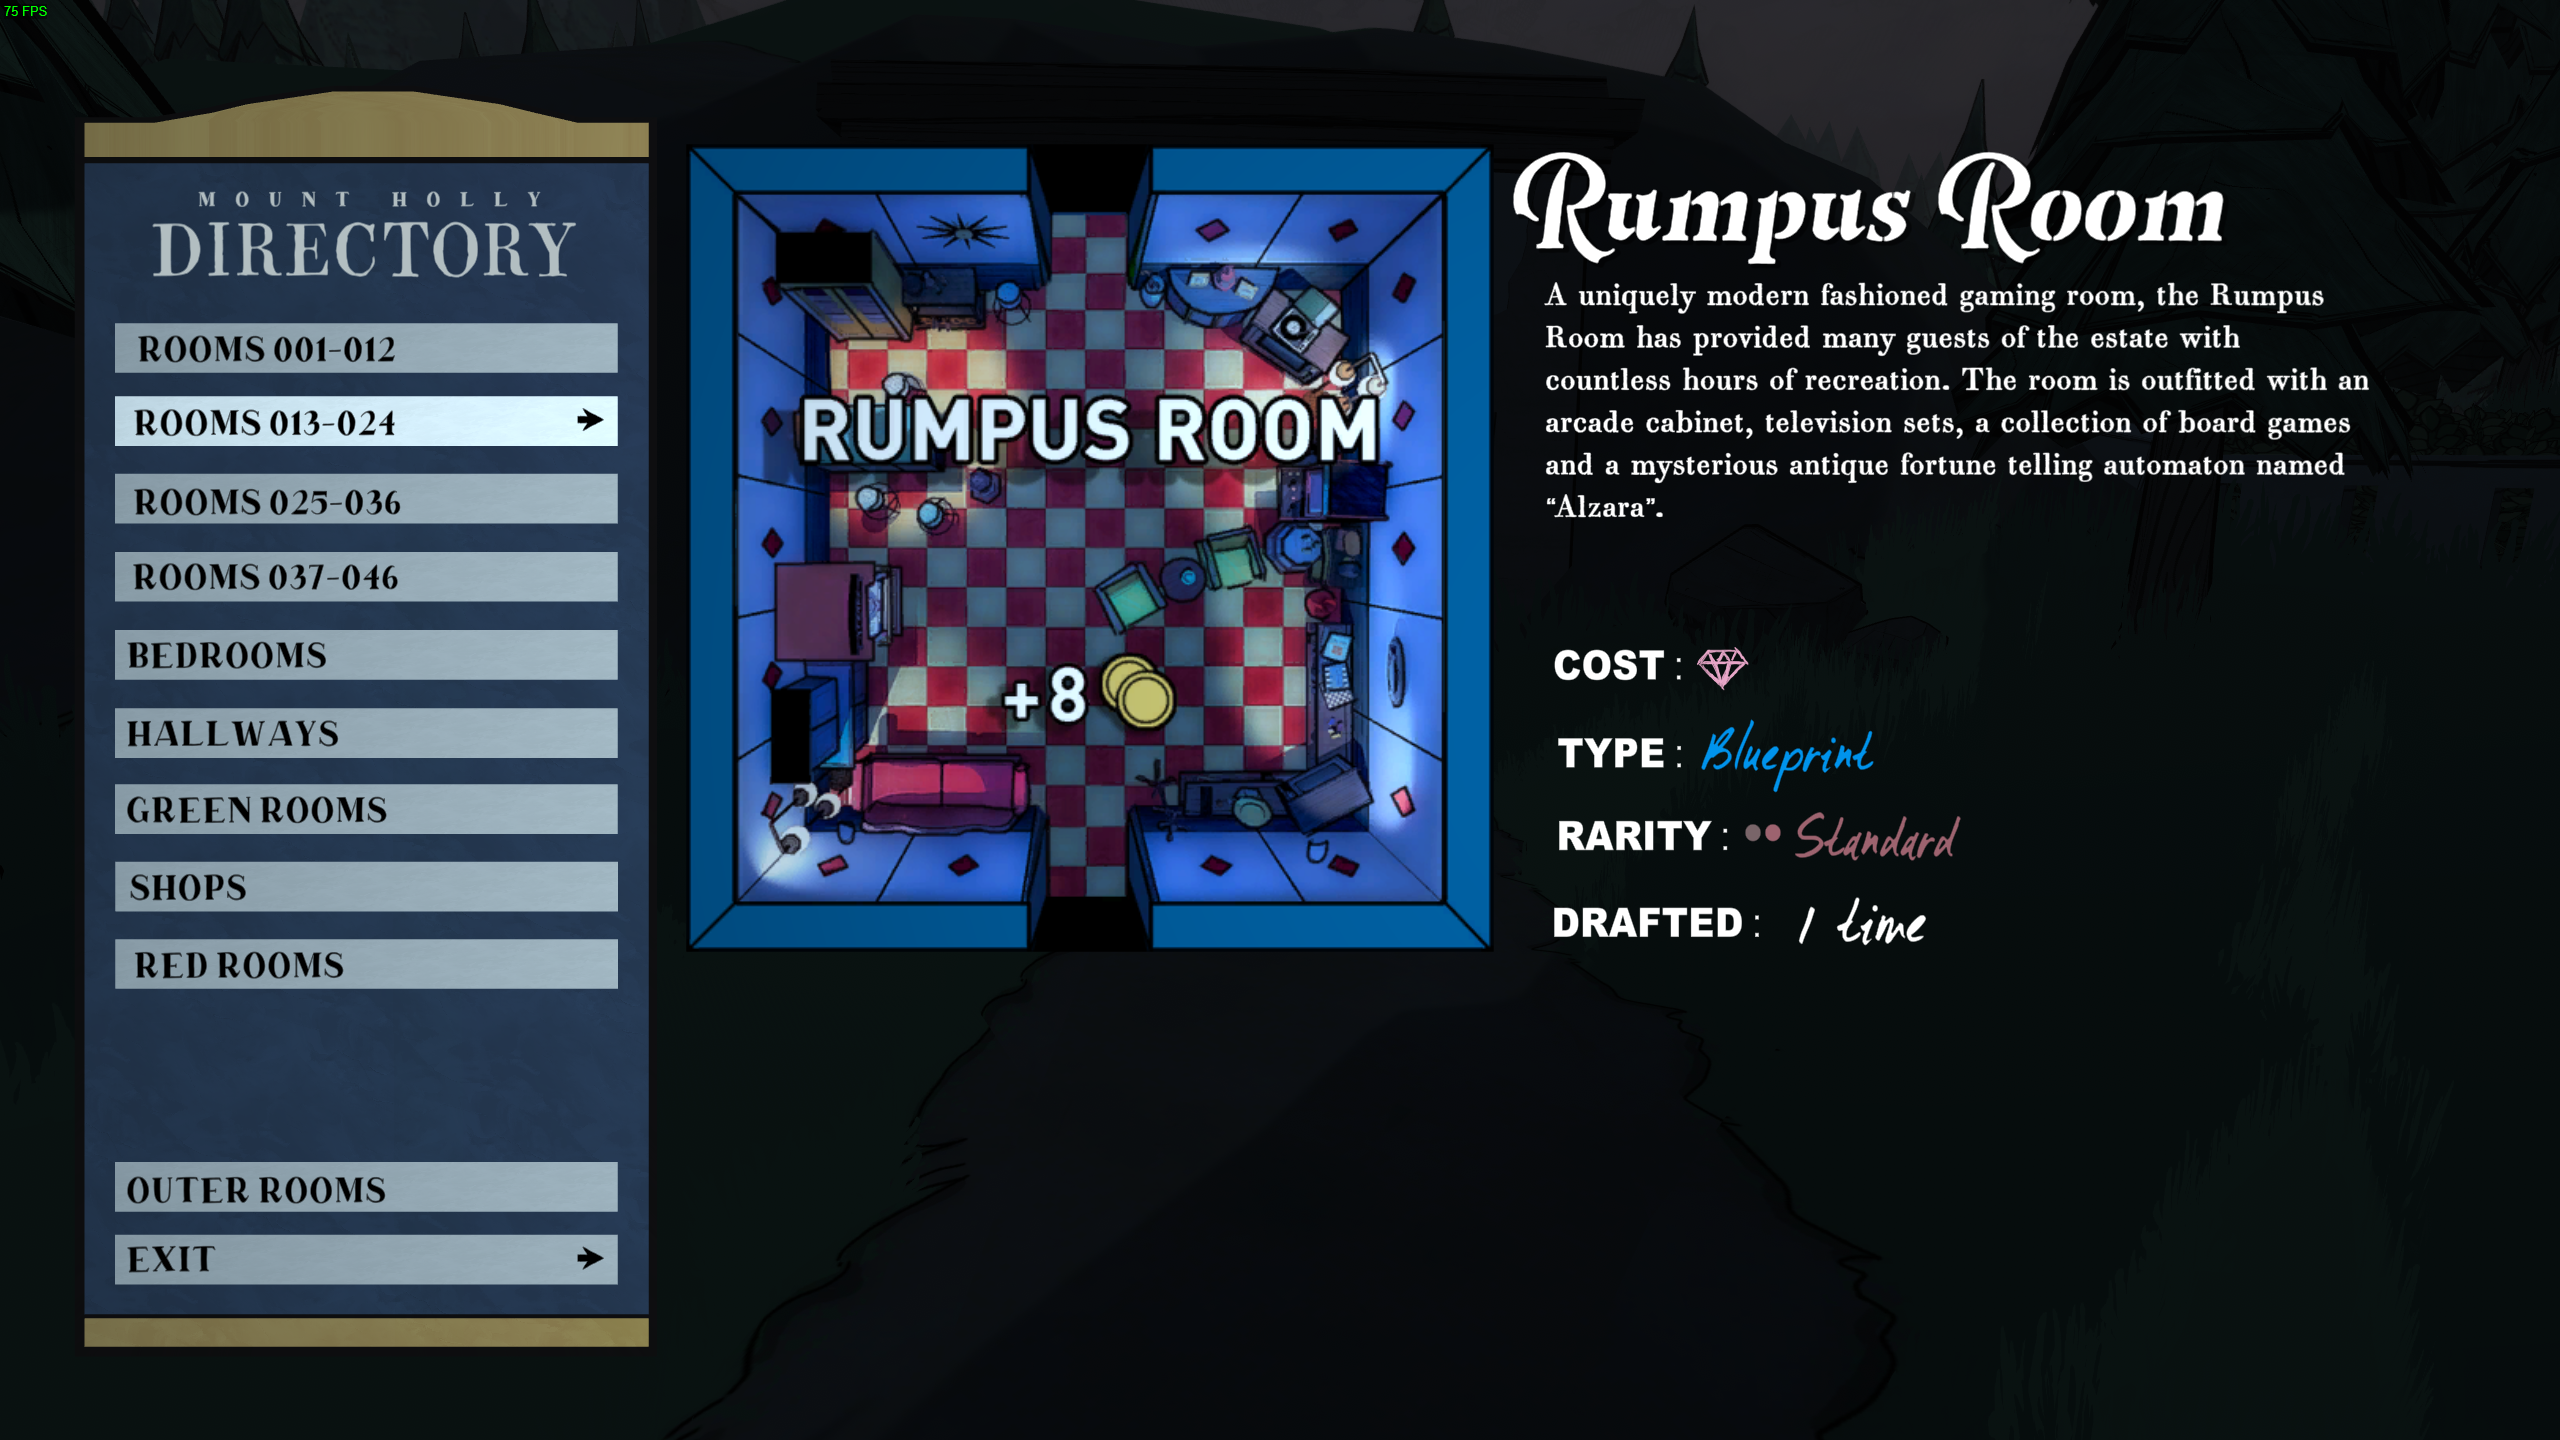 75 FPS
MOUNT HOLLY
DIRECTORY
ROOMS 001-012
ROOMS 013-024
ROOMS 025-036
ROOMS 037-046
BEDROOMS
HALLWAYS
GREEN ROOMS
SHOPS
RED ROOMS
OUTER ROOMS
EXIT
RUMPUS ROOM
+8
Rumpus Room
A uniquely modern fashioned gaming room, the Rumpus
Room has provided many guests of the estate with
countless hours of recreation. The room is outfitted with an
arcade cabinet, television sets, a collection of board games
and a mysterious antique fortune telling automaton named
“Alzara”.
COST :
TYPE : Blueprint
RARITY : Standard
DRAFTED : 1 time